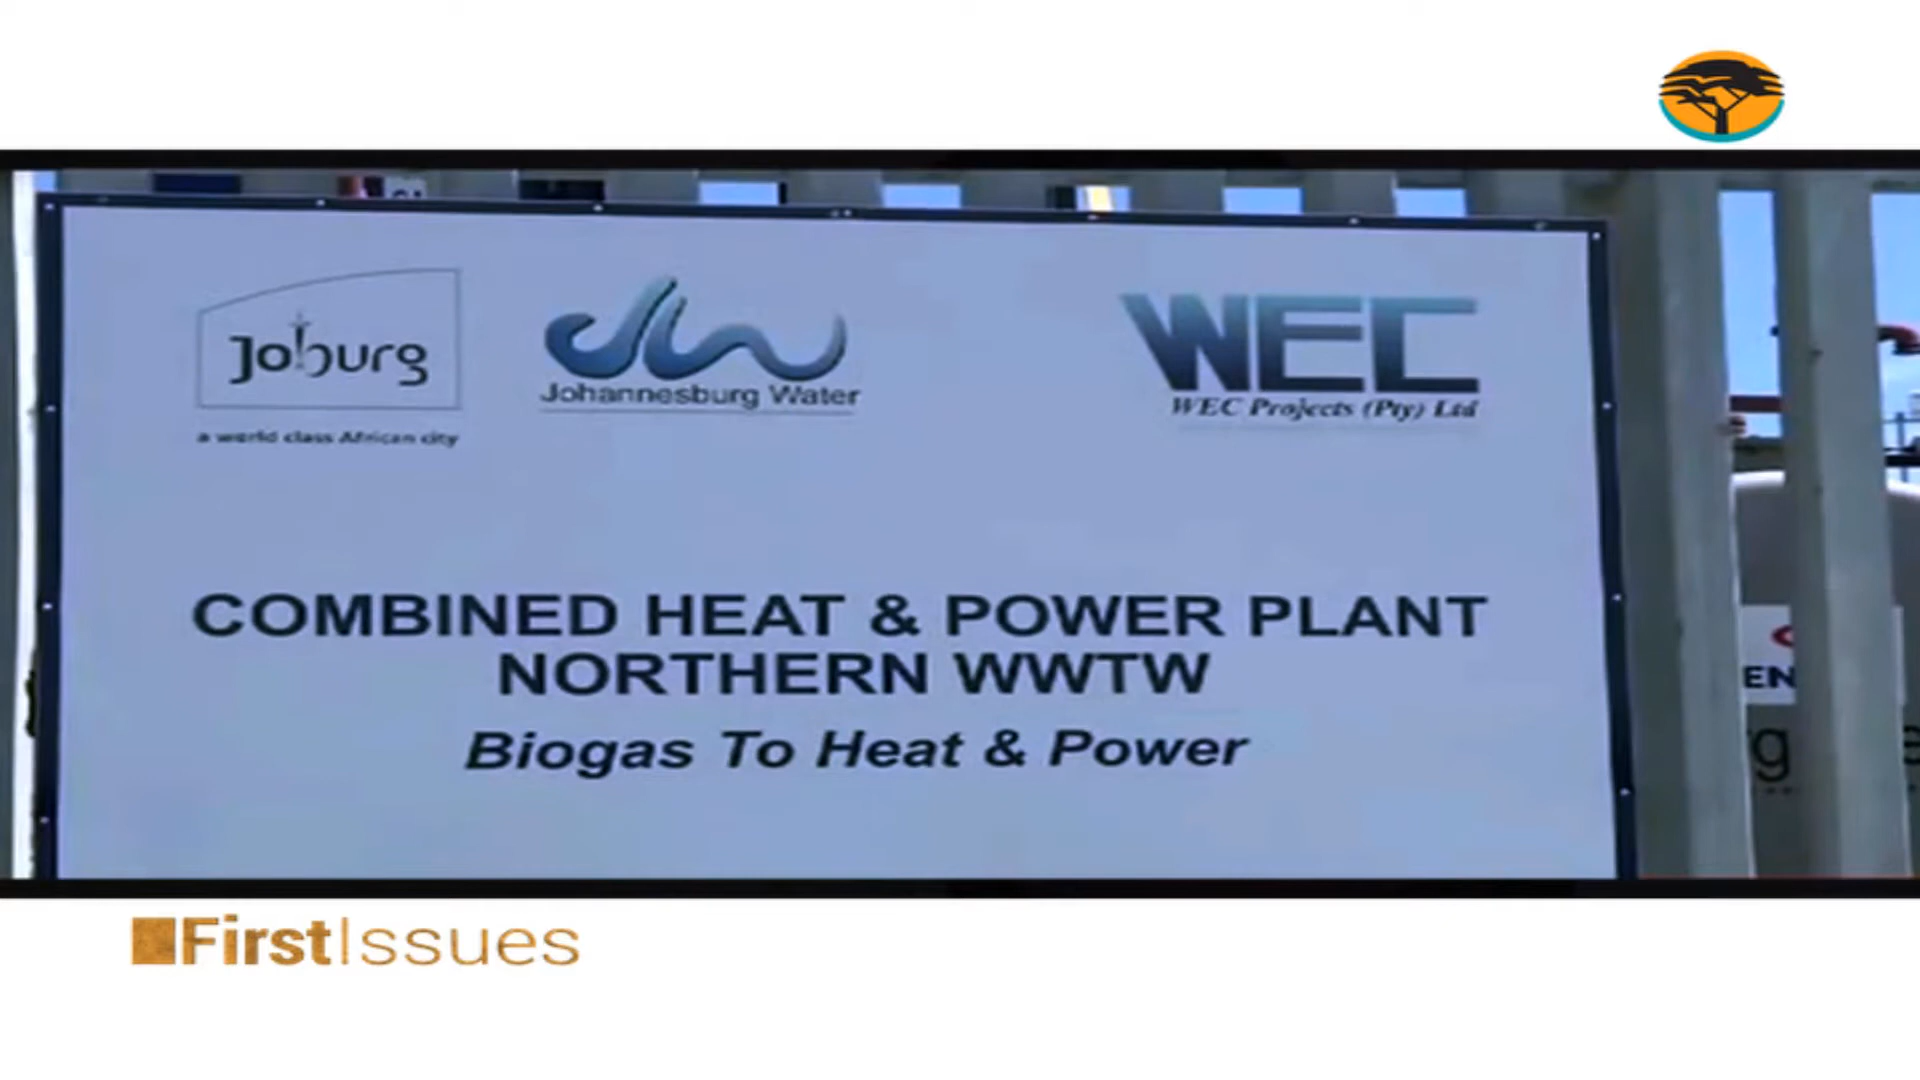 Joburg
a world class African city
Johannesburg Water
WEC
WEC Projects (Pty) Ltd
COMBINED HEAT & POWER PLANT
NORTHERN WWTW
Biogas To Heat & Power
EN
First Issues